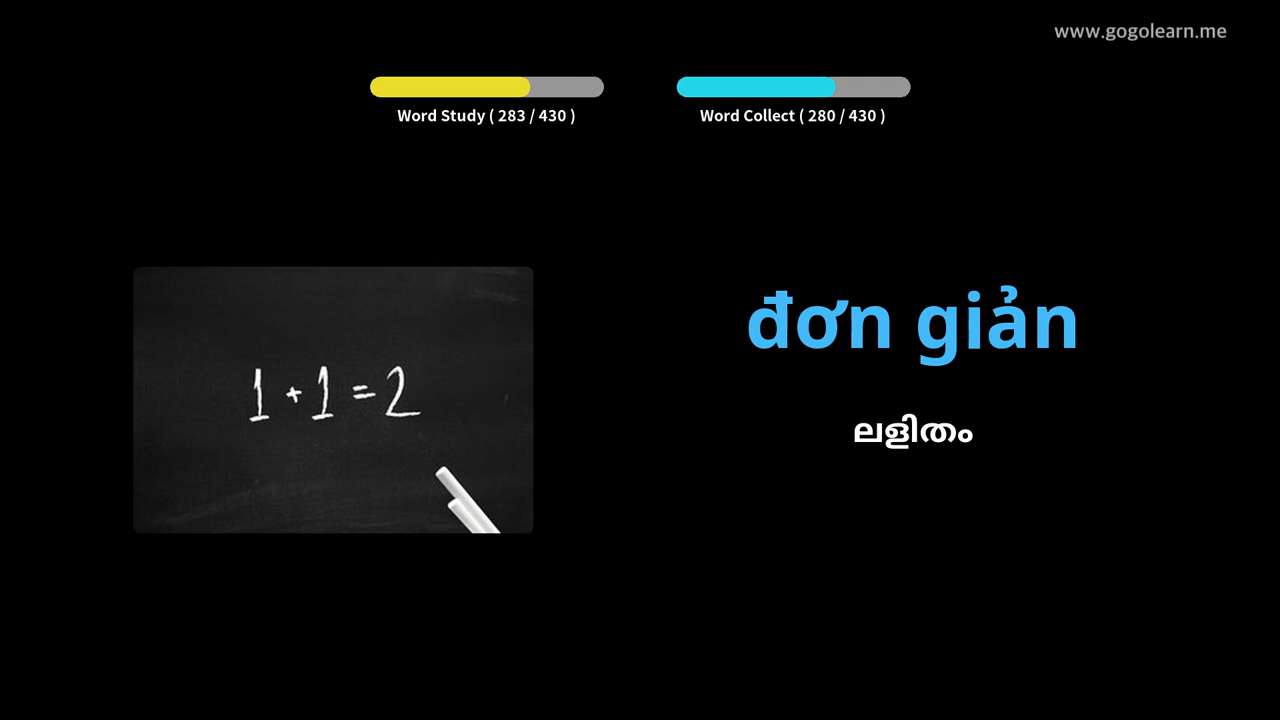 www.gogolearn.me
Word Study ( 283 / 430 )
Word Collect ( 280 / 430 )
1 + 1 = 2
đơn giản
ലളിതം